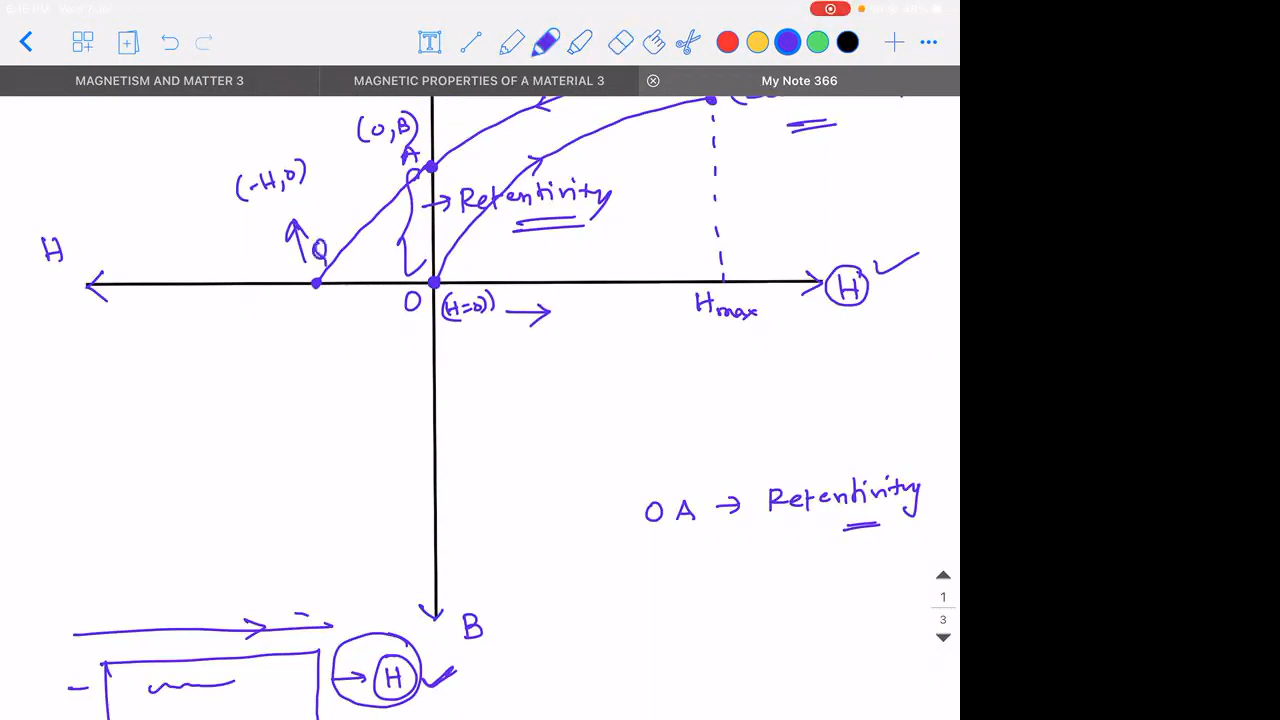 MAGNETISM AND MATTER 3
MAGNETIC PROPERTIES OF A MATERIAL 3
My Note 366
(0, B)
A
(-H, 0)
→ Retentivity
Q
H
H
O
(H=0)
Hmax
O A → Retentivity
1
3
B
H